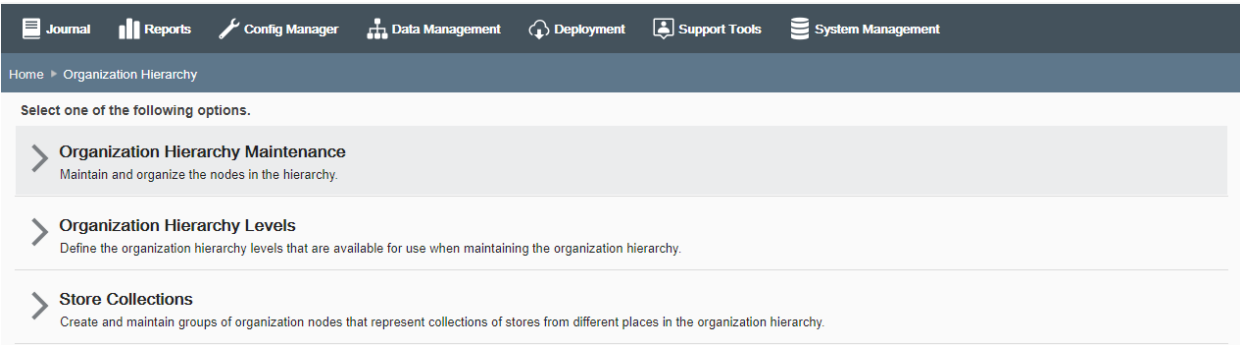 Journal Reports Config Manager Data Management Deployment Support Tools System Management
Home Organization Hierarchy
Select one of the following options.
Organization Hierarchy Maintenance
Maintain and organize the nodes in the hierarchy.
Organization Hierarchy Levels
Define the organization hierarchy levels that are available for use when maintaining the organization hierarchy.
Store Collections
Create and maintain groups of organization nodes that represent collections of stores from different places in the organization hierarchy.